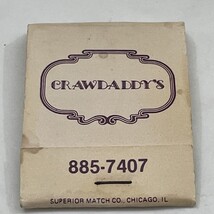 CRAWDADDY'S
885-7407
SUPERIOR MATCH CO., CHICAGO, IL